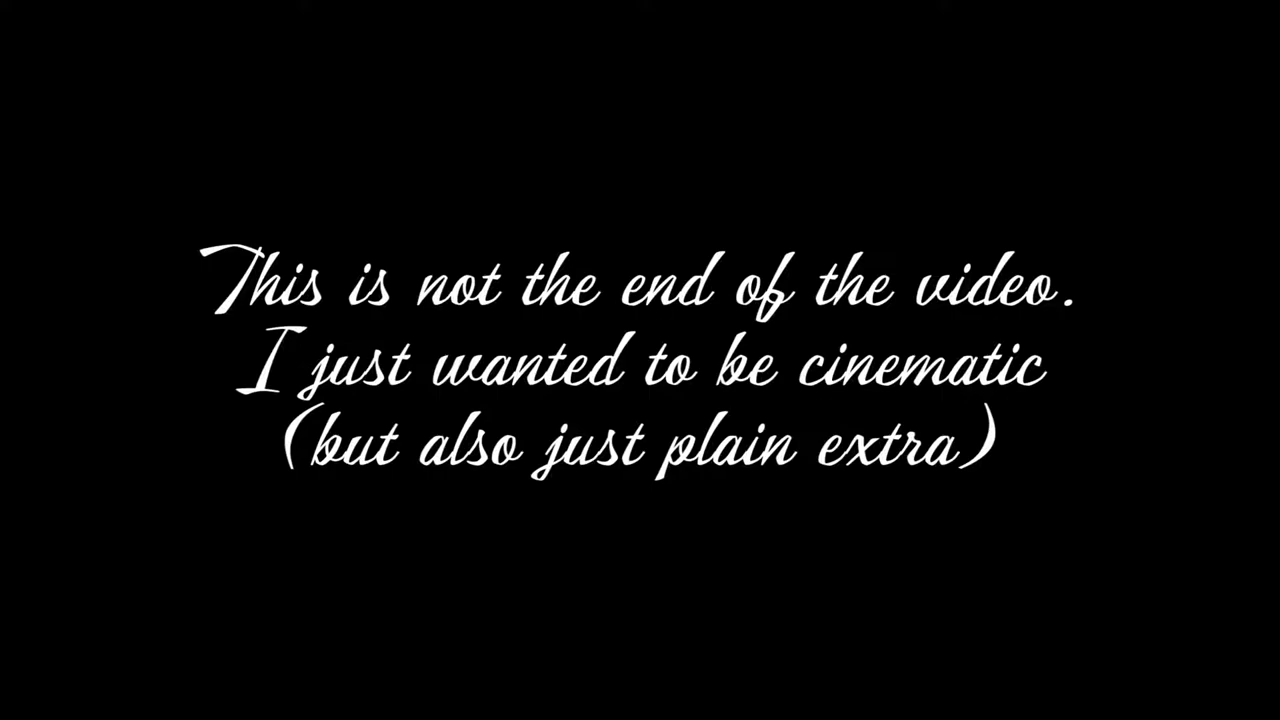 This is not the end of the video.
I just wanted to be cinematic
(but also just plain extra)